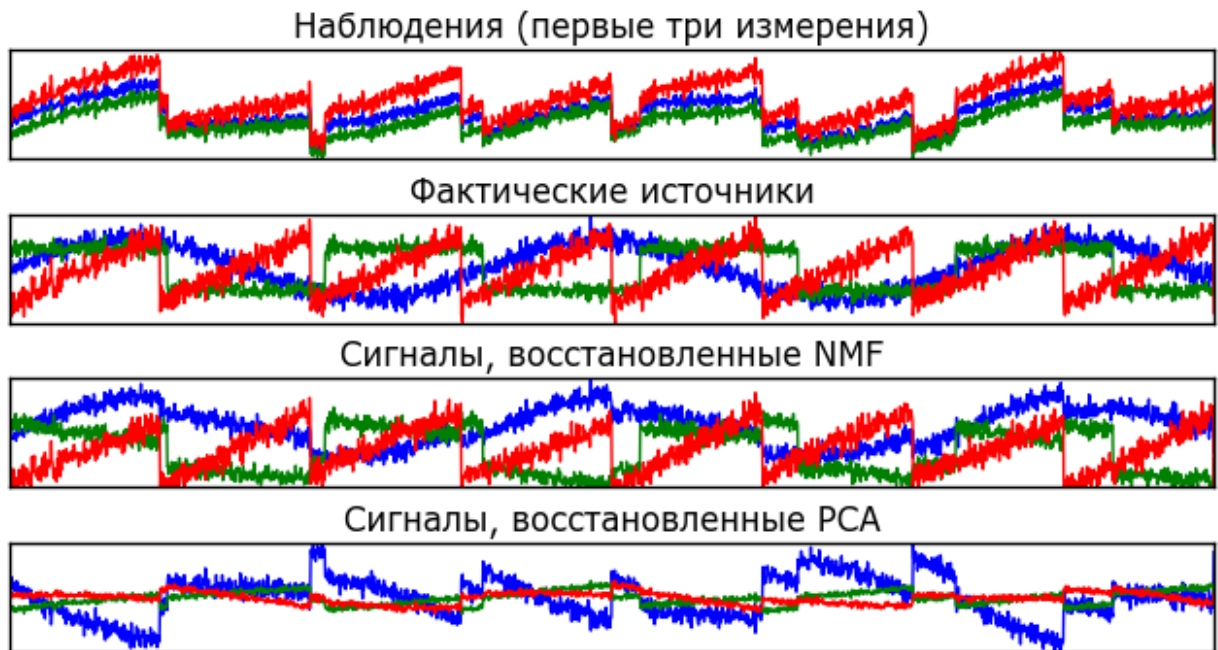 Наблюдения (первые три измерения)
Фактические источники
Сигналы, восстановленные NMF
Сигналы, восстановленные PCA